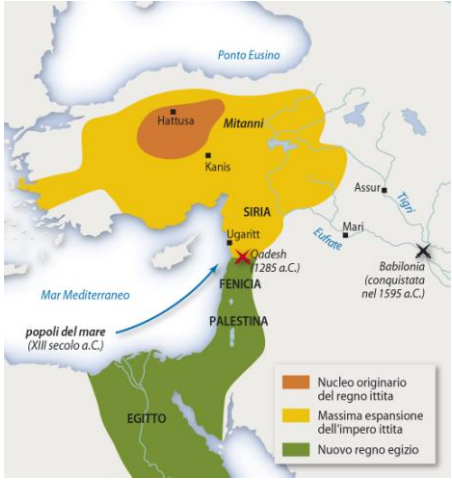 Ponto Eusino
Hattusa
Mitanni
Kanis
Assur
Tigri
SIRIA
Ugaritt
Mari
Eufrate
Qadesh
(1285 a.C.)
Babilonia
(conquistata
nel 1595 a.C.)
FENICIA
Mar Mediterraneo
PALESTINA
popoli del mare
(XIII secolo a.C.)
EGITTO
Nucleo originario
del regno ittita
Massima espansione
dell'impero ittita
Nuovo regno egizio